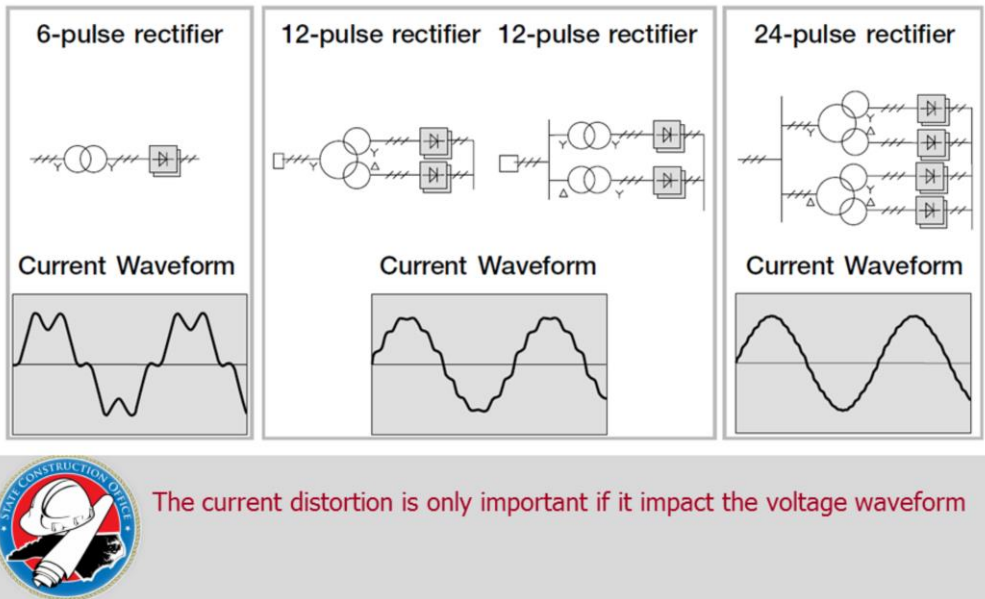 6-pulse rectifier
12-pulse rectifier 12-pulse rectifier
24-pulse rectifier
Y
Y
Y
Y
Δ
Y
Y
Δ
Y
Y
Δ
Y
Δ
Y
Δ
Current Waveform
Current Waveform
Current Waveform
STATE CONSTRUCTION OFFICE
The current distortion is only important if it impact the voltage waveform